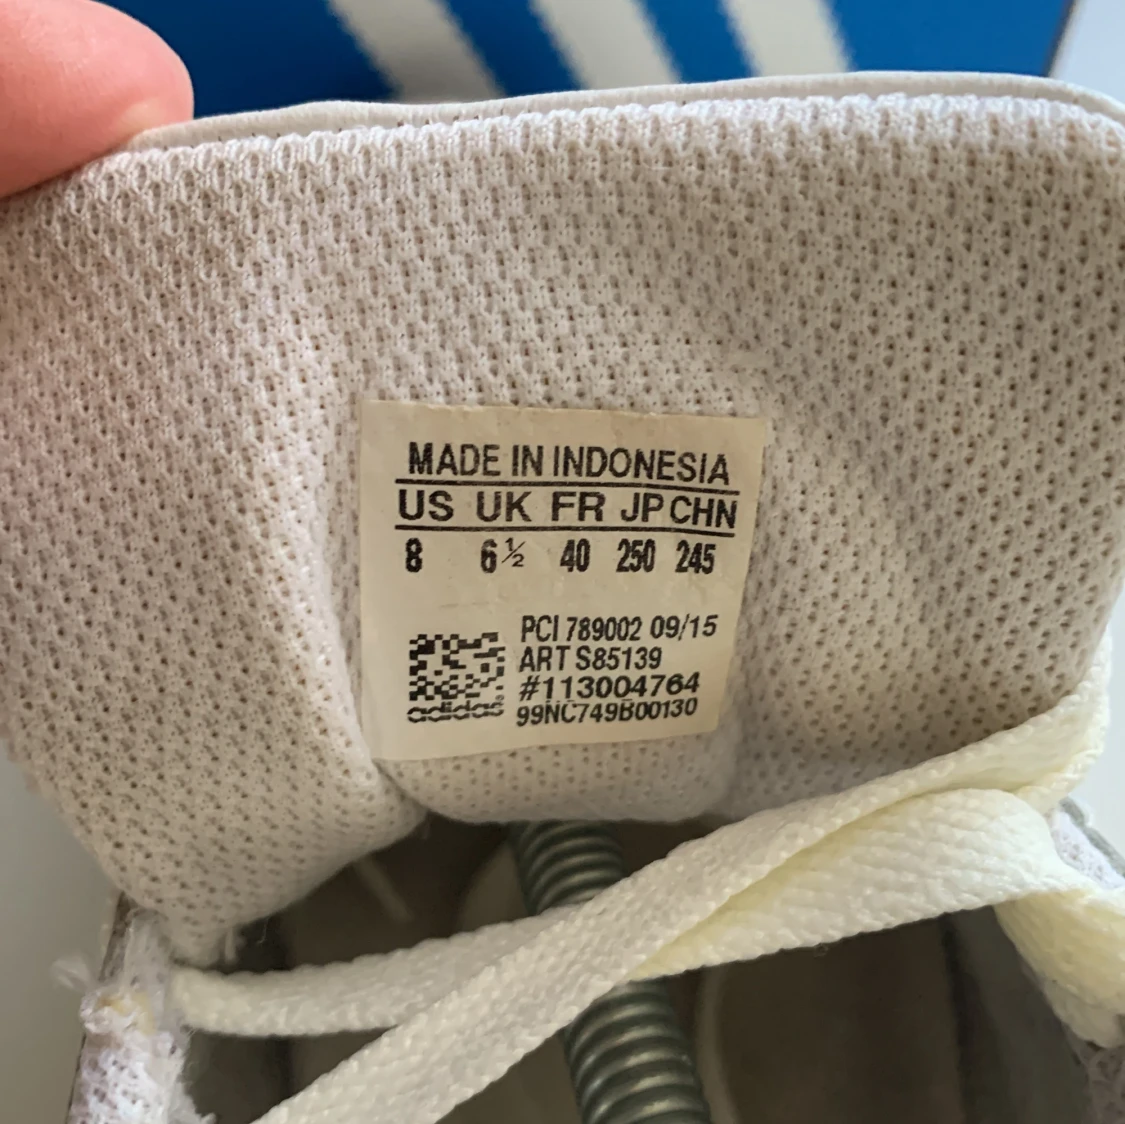 MADE IN INDONESIA
US UK FR JP CHN
8 6½ 40 250 245
PCI 789002 09/15
ART S85139
#113004764
adidas 99NC749B00130